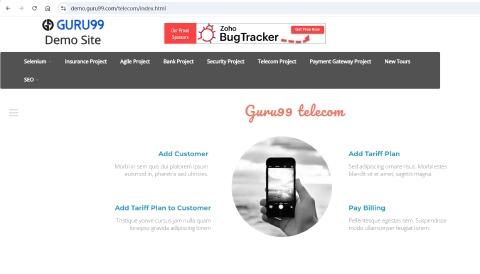 demo.guru99.com/telecom/index.html
GURU99
Demo Site
Our Proud
Sponsors
Zoho
BugTracker
Get Free Now
Selenium
Insurance Project
Agile Project
Bank Project
Security Project
Telecom Project
Payment Gateway Project
New Tours
SEO
Guru99 telecom
Add Customer
Morbi in sem quis dui plalorem ipsum
euismod in, pharetra sed ultricies.
Add Tariff Plan
Sed adipiscing ornare risus. Morbi estes
blandit sit et amet, sagittis magna.
Add Tariff Plan to Customer
Tristique yonve cursus jam nulla quam
loreipsu gravida adipiscing lorem
Pay Billing
Pellentesque egestas sem. Suspendisse
modo ullamcorper feugiat lorem.